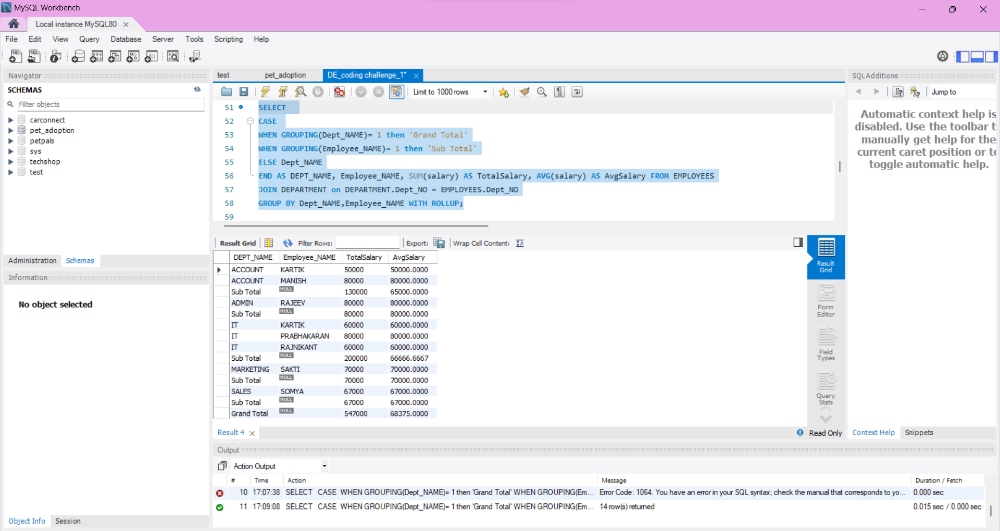 MySQL Workbench
Local instance MySQL80
File Edit View Query Database Server Tools Scripting Help
Navigator
SCHEMAS
Filter objects
carconnect
pet_adoption
petpals
sys
techshop
test
Administration Schemas
Information
No object selected
Object Info Session
test pet_adoption DE_coding challenge_1*
Limit to 1000 rows
51 SELECT
52 CASE
53 WHEN GROUPING(Dept_NAME)= 1 then 'Grand Total'
54 WHEN GROUPING(Employee_NAME)= 1 then 'Sub Total'
55 ELSE Dept_NAME
56 END AS DEPT_NAME, Employee_NAME, SUM(salary) AS TotalSalary, AVG(salary) AS AvgSalary FROM EMPLOYEES
57 JOIN DEPARTMENT on DEPARTMENT.Dept_NO = EMPLOYEES.Dept_NO
58 GROUP BY Dept_NAME,Employee_NAME WITH ROLLUP;
59
Result Grid Filter Rows: Export: Wrap Cell Content:
DEPT_NAME Employee_NAME TotalSalary AvgSalary
ACCOUNT KARTIK 50000 50000.0000
ACCOUNT MANISH 80000 80000.0000
Sub Total NULL 130000 65000.0000
ADMIN RAJEEV 80000 80000.0000
Sub Total NULL 80000 80000.0000
IT KARTIK 60000 60000.0000
IT PRABHAKARAN 80000 80000.0000
IT RAJNIKANT 60000 60000.0000
Sub Total NULL 200000 66666.6667
MARKETING SAKTI 70000 70000.0000
Sub Total NULL 70000 70000.0000
SALES SOMYA 67000 67000.0000
Sub Total NULL 67000 67000.0000
Grand Total NULL 547000 68375.0000
Result
Grid
Form
Editor
Field
Types
Query
Stats
Result 4
Read Only
SQLAdditions
Jump to
Automatic context help is
disabled. Use the toolbar t
manually get help for the
current caret position or to
toggle automatic help.
Context Help Snippets
Output
Action Output
# Time Action Message Duration / Fetch
10 17:07:38 SELECT CASE WHEN GROUPING(Dept_NAME)= 1 then 'Grand Total' WHEN GROUPING(Em... Error Code: 1064. You have an error in your SQL syntax; check the manual that corresponds to yo... 0.000 sec
11 17:09:08 SELECT CASE WHEN GROUPING(Dept_NAME)= 1 then 'Grand Total' WHEN GROUPING(Em... 14 row(s) returned 0.015 sec / 0.000 sec